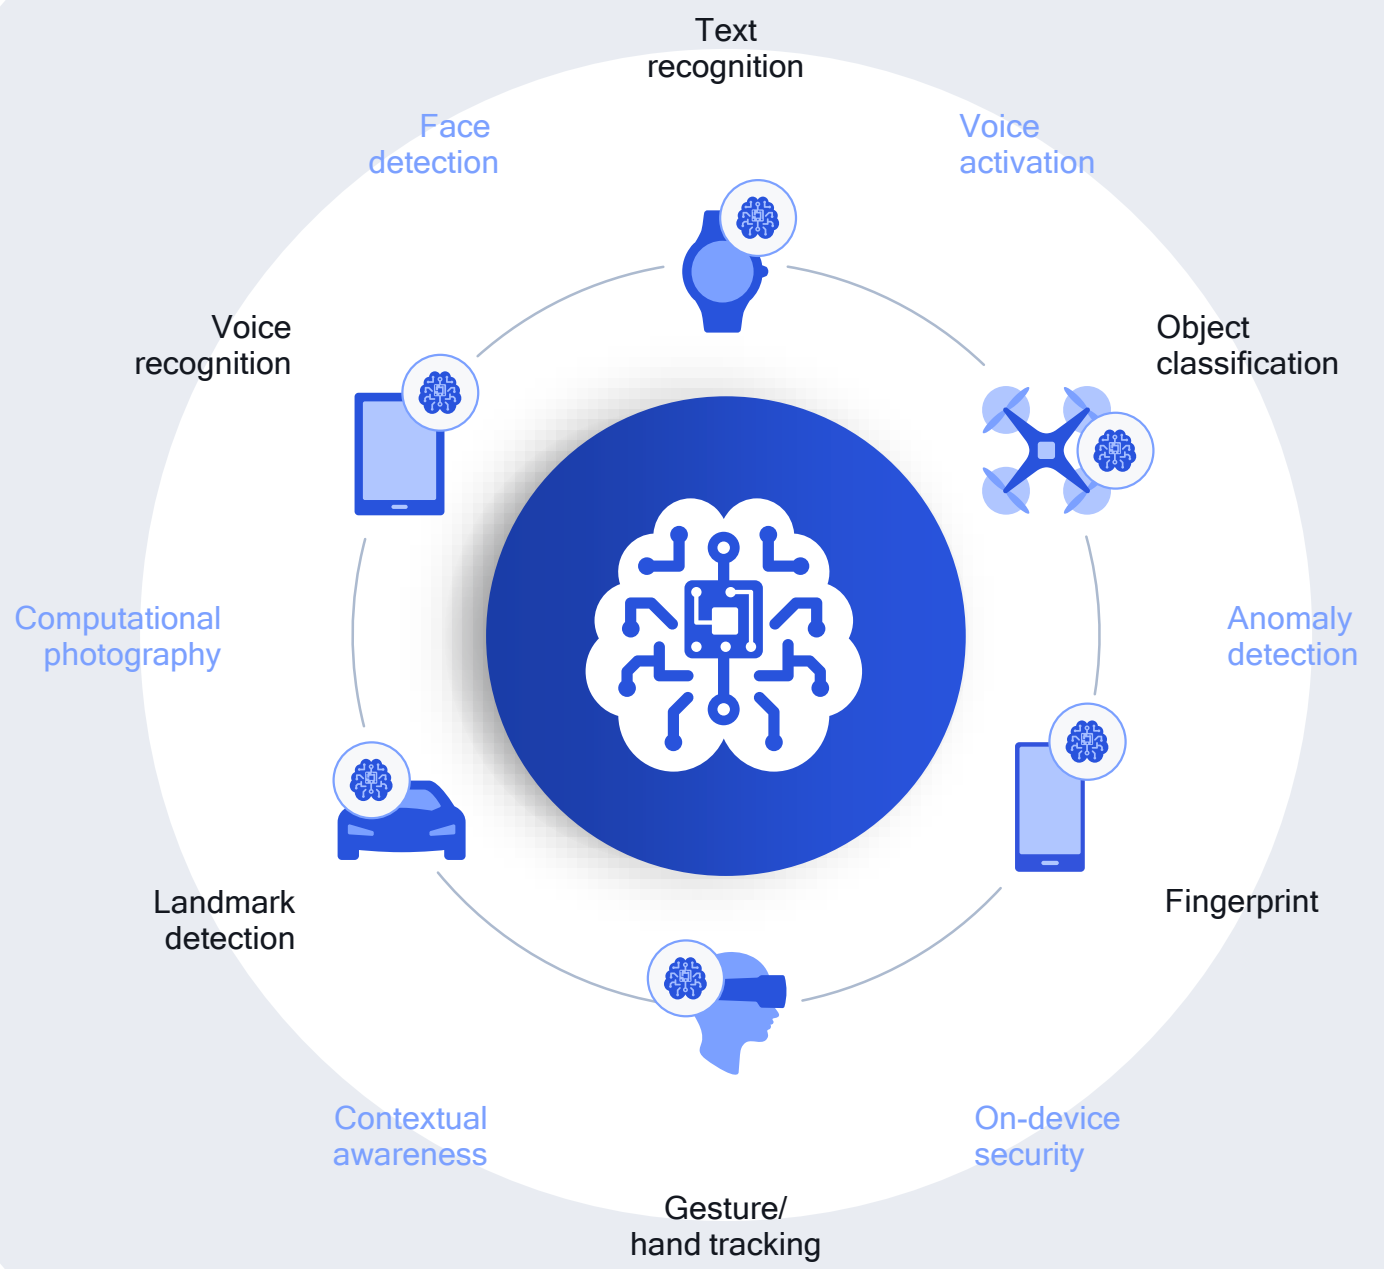 Text
recognition
Face
detection
Voice
activation
Voice
recognition
Object
classification
Computational
photography
Anomaly
detection
Landmark
detection
Fingerprint
Contextual
awareness
On-device
security
Gesture/
hand tracking